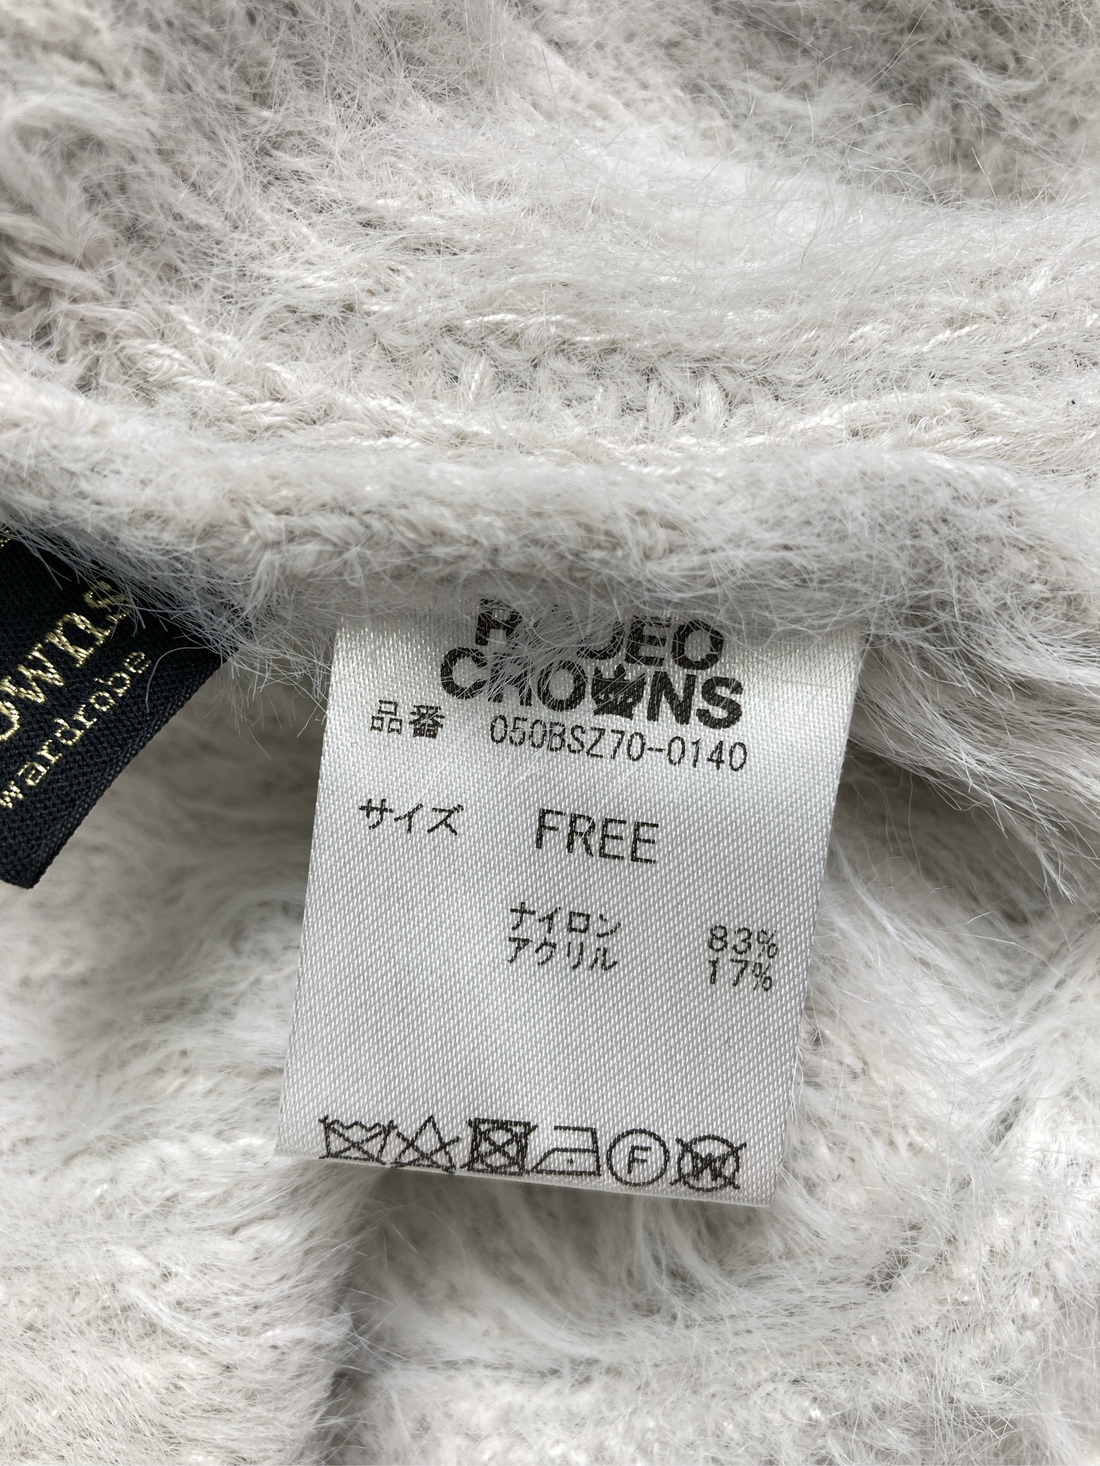 RODEO
CROWNS
品番 050BSZ70-0140
サイズ FREE
ナイロン 83%
アクリル 17%
F
W
wardrobe